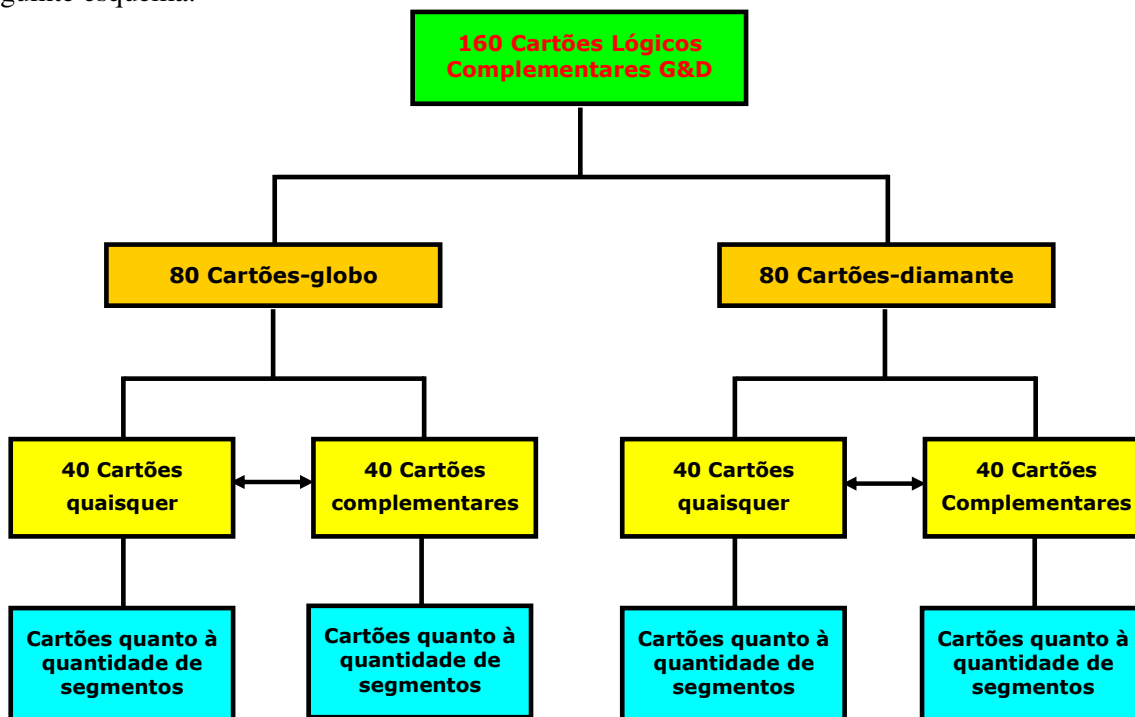 160 Cartões Lógicos
Complementares G&D
80 Cartões-globo
80 Cartões-diamante
40 Cartões
quaisquer
40 Cartões
complementares
40 Cartões
quaisquer
40 Cartões
Complementares
Cartões quanto à
quantidade de
segmentos
Cartões quanto à
quantidade de
segmentos
Cartões quanto à
quantidade de
segmentos
Cartões quanto à
quantidade de
segmentos